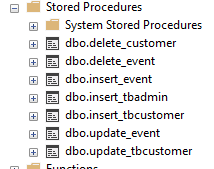 Stored Procedures
System Stored Procedures
dbo.delete_customer
dbo.delete_event
dbo.insert_event
dbo.insert_tbadmin
dbo.insert_tbcustomer
dbo.update_event
dbo.update_tbcustomer
Functions